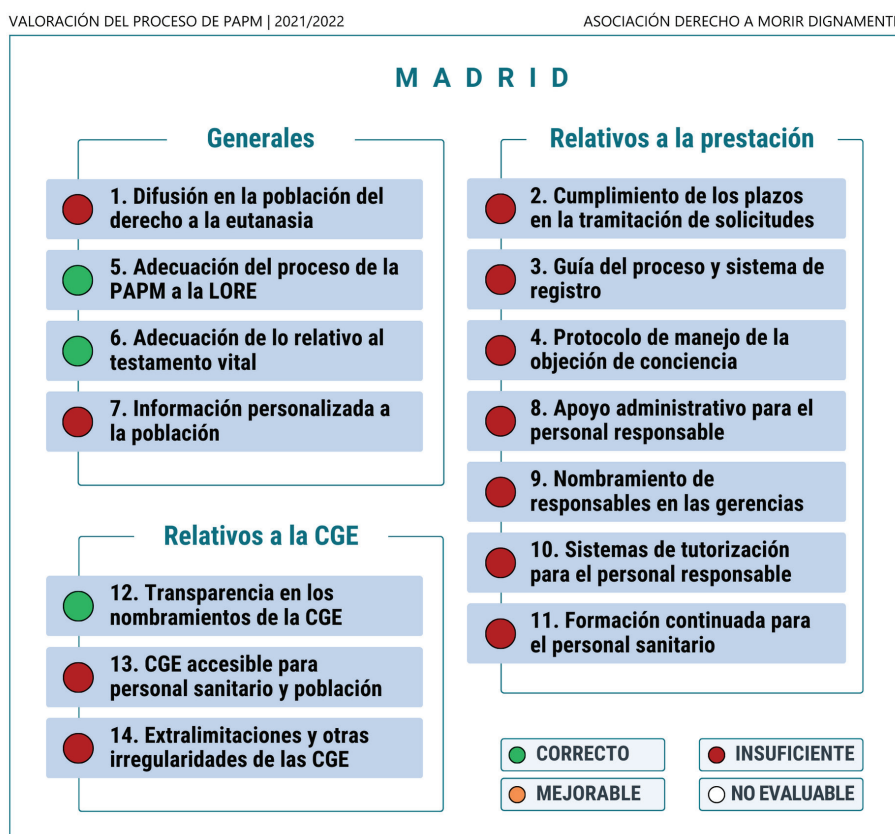 VALORACIÓN DEL PROCESO DE PAPM | 2021/2022
ASOCIACIÓN DERECHO A MORIR DIGNAMENTE
MADRID
Generales
1. Difusión en la población del
derecho a la eutanasia
5. Adecuación del proceso de la
PAPM a la LORE
6. Adecuación de lo relativo al
testamento vital
7. Información personalizada a
la población
Relativos a la CGE
12. Transparencia en los
nombramientos de la CGE
13. CGE accesible para
personal sanitario y población
14. Extralimitaciones y otras
irregularidades de las CGE
Relativos a la prestación
2. Cumplimiento de los plazos
en la tramitación de solicitudes
3. Guía del proceso y sistema de
registro
4. Protocolo de manejo de la
objeción de conciencia
8. Apoyo administrativo para el
personal responsable
9. Nombramiento de
responsables en las gerencias
10. Sistemas de tutorización
para el personal responsable
11. Formación continuada para
el personal sanitario
CORRECTO
INSUFICIENTE
MEJORABLE
NO EVALUABLE